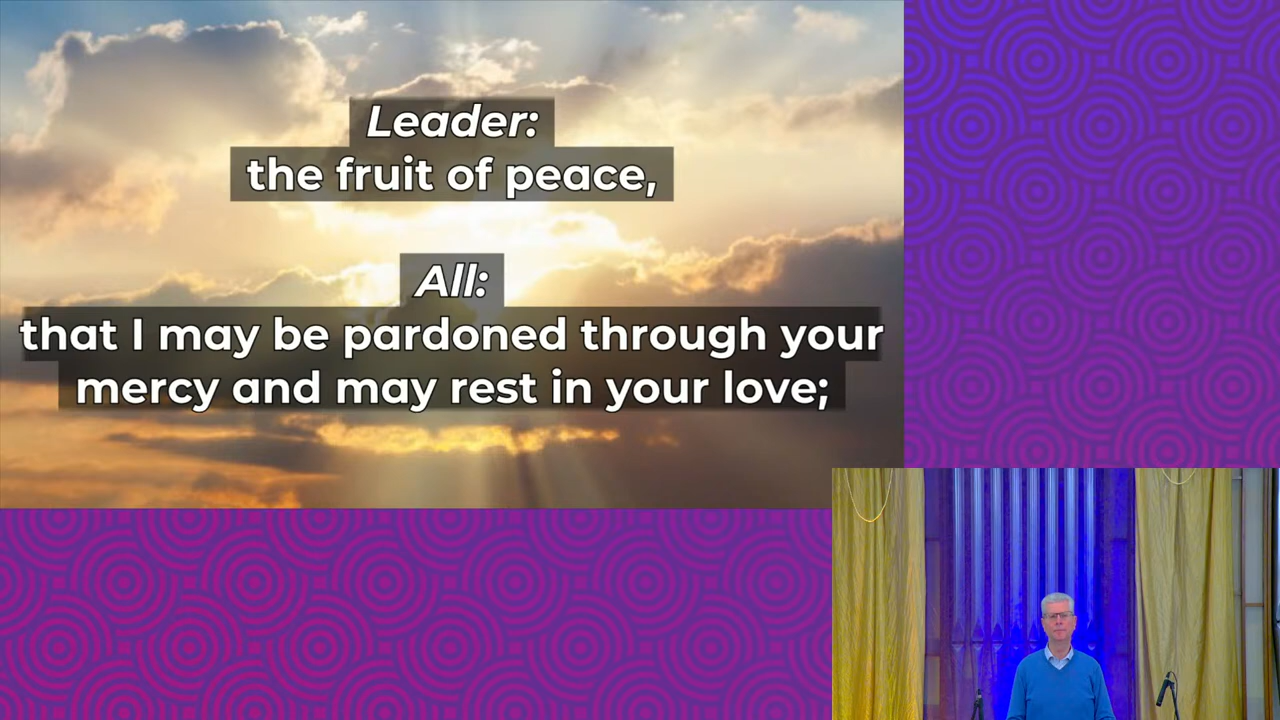 Leader:
the fruit of peace,
All:
that I may be pardoned through your
mercy and may rest in your love;